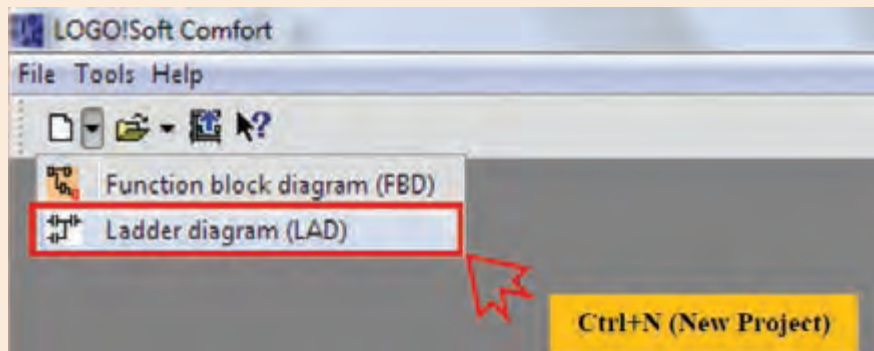 LOGO!Soft Comfort
File Tools Help
Function block diagram (FBD)
Ladder diagram (LAD)
Ctrl+N (New Project)